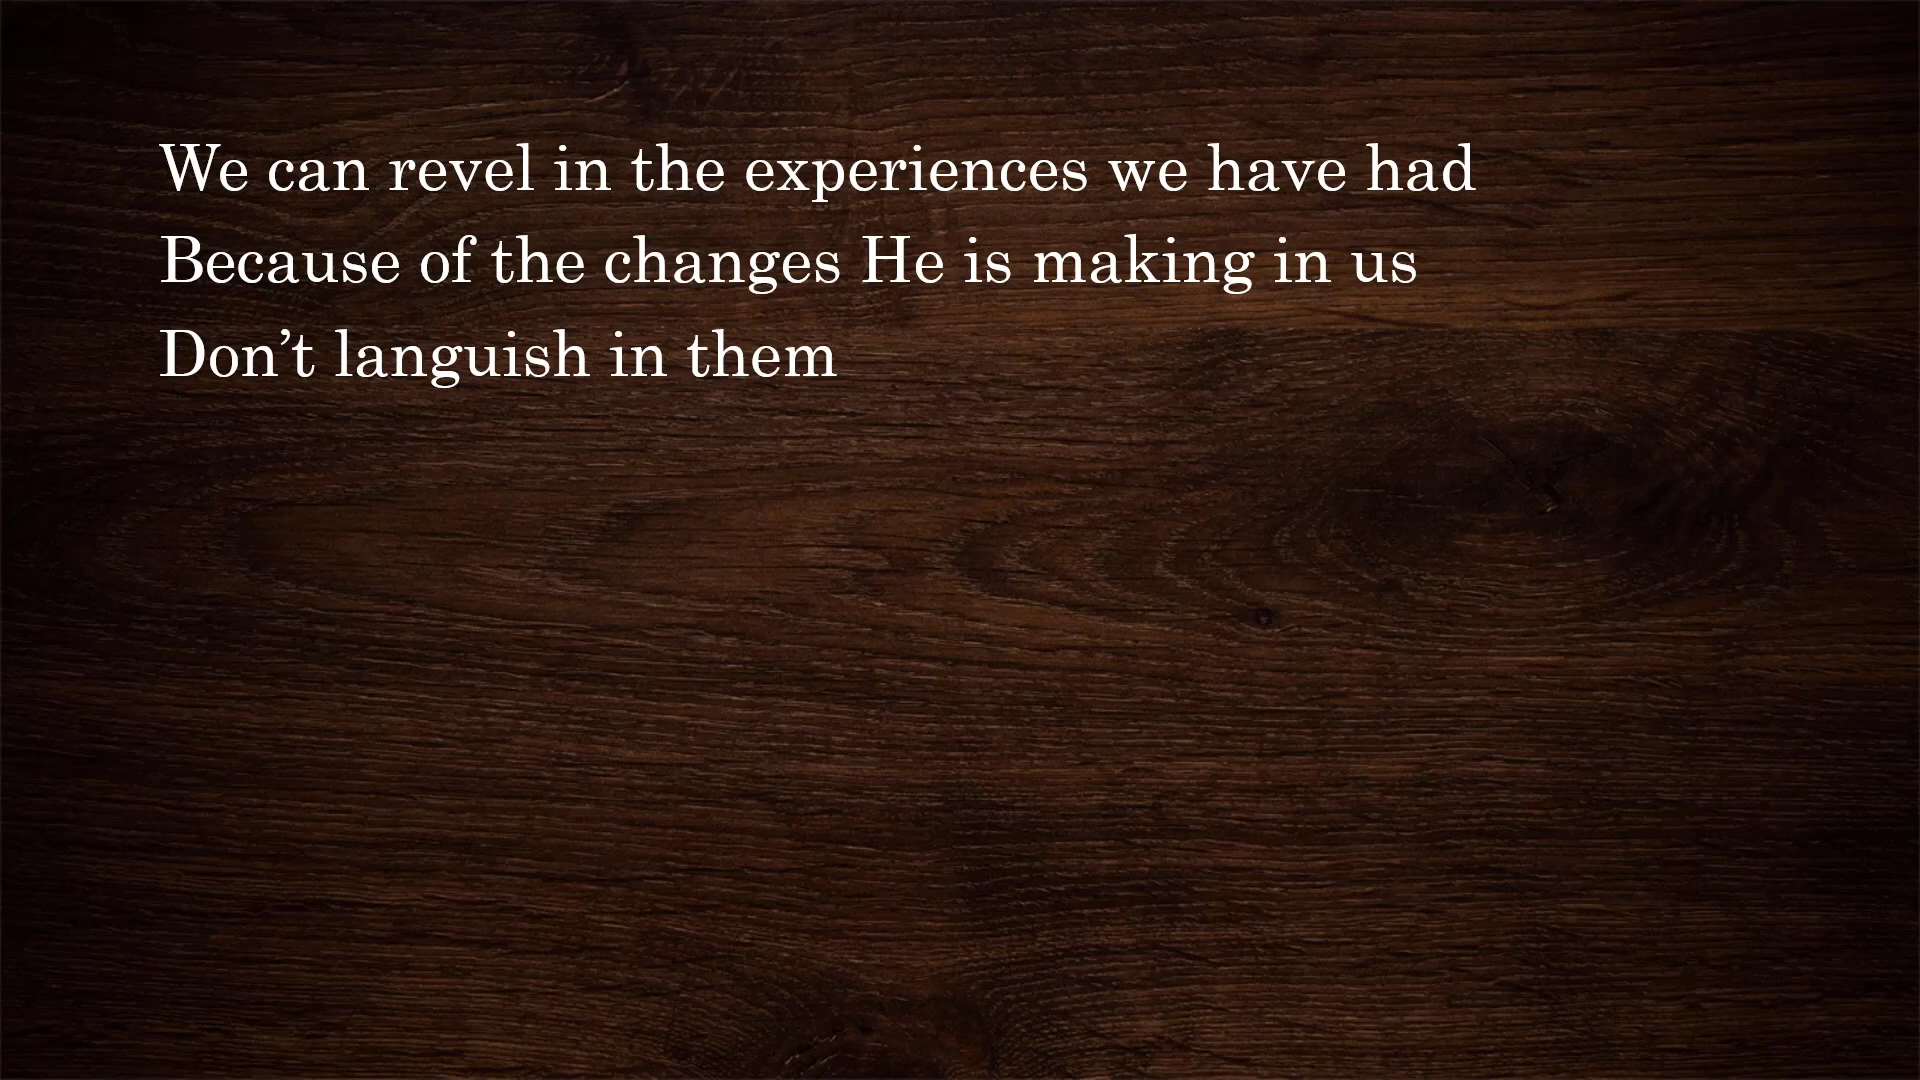 We can revel in the experiences we have had
Because of the changes He is making in us
Don’t languish in them